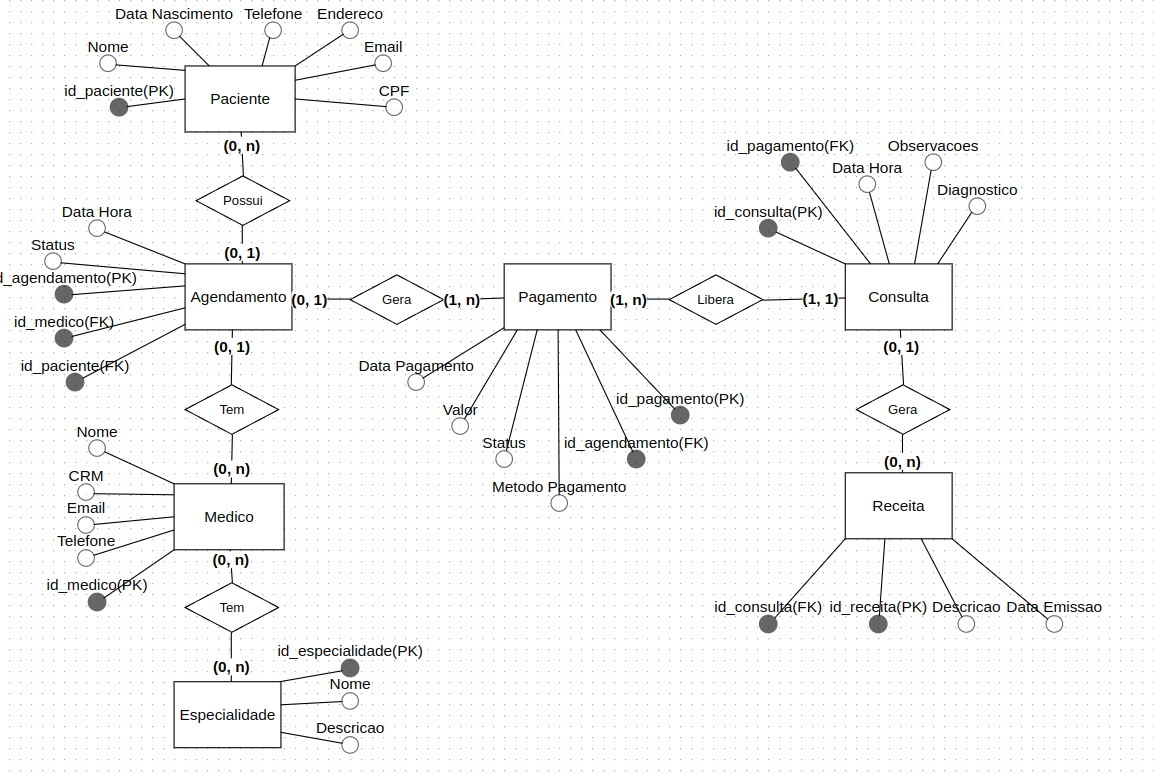 Data Nascimento
Telefone
Endereco
Nome
Email
id_paciente(PK)
CPF
Paciente
(0, n)
Possui
(0, 1)
Data Hora
Status
d_agendamento(PK)
id_medico(FK)
id_paciente(FK)
Agendamento
(0, 1)
Gera
(1, n)
Pagamento
(1, n)
Libera
(1, 1)
Consulta
id_pagamento(FK)
Observacoes
Data Hora
Diagnostico
id_consulta(PK)
Data Pagamento
Valor
Status
Metodo Pagamento
id_agendamento(FK)
id_pagamento(PK)
(0, 1)
Tem
(0, n)
Nome
CRM
Email
Telefone
id_medico(PK)
Medico
(0, n)
Tem
(0, n)
id_especialidade(PK)
Nome
Descricao
Especialidade
(0, 1)
Gera
(0, n)
Receita
id_consulta(FK)
id_receita(PK)
Descricao
Data Emissao